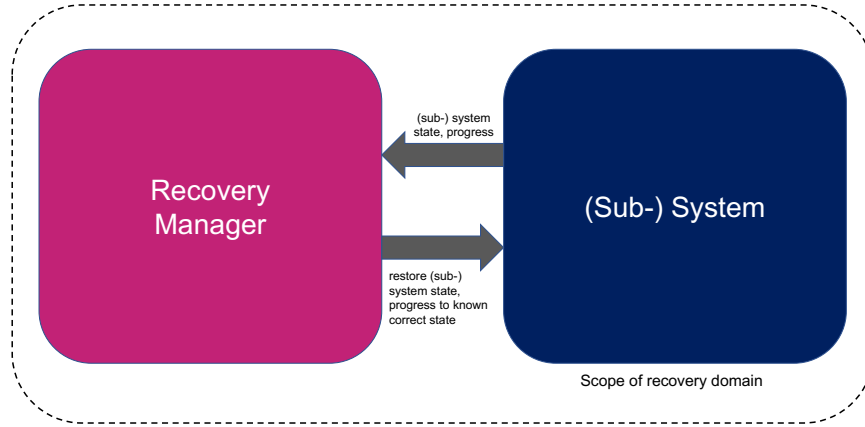 Recovery
Manager
(sub-) system
state, progress
restore (sub-)
system state,
progress to known
correct state
(Sub-) System
Scope of recovery domain